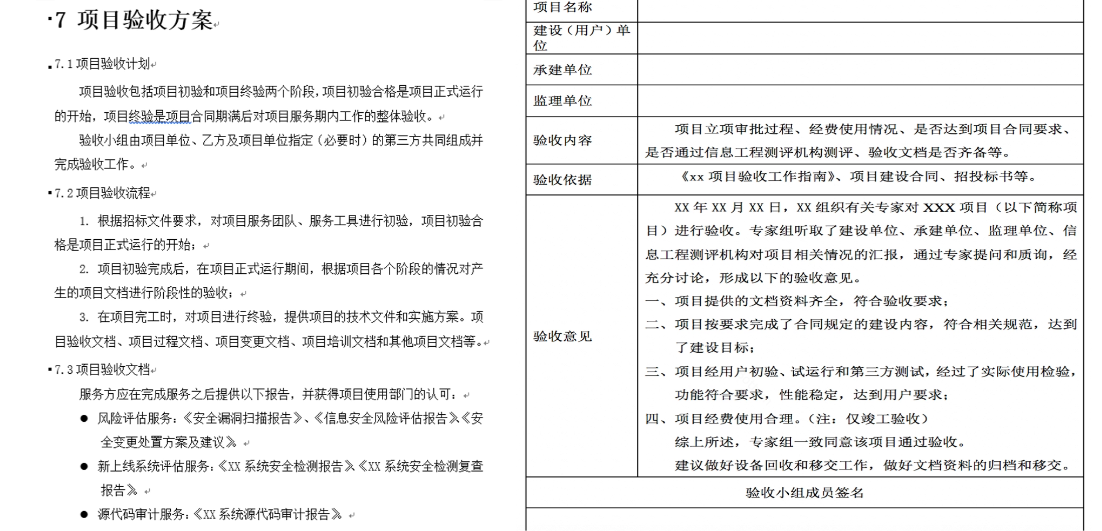 7 项目验收方案
7.1 项目验收计划
项目验收包括项目初验和项目终验两个阶段，项目初验合格是项目正式运行
的开始，项目终验是项目合同期满后对项目服务期内工作的整体验收。
验收小组由项目单位、乙方及项目单位指定（必要时）的第三方共同组成并
完成验收工作。
7.2 项目验收流程
1. 根据招标文件要求，对项目服务团队、服务工具进行初验，项目初验合
格是项目正式运行的开始；
2. 项目初验完成后，在项目正式运行期间，根据项目各个阶段的情况对产
生的项目文档进行阶段性的验收；
3. 在项目完工时，对项目进行终验，提供项目的技术文件和实施方案。项
目验收文档、项目过程文档、项目变更文档、项目培训文档和其他项目文档等。
7.3 项目验收文档
服务方应在完成服务之后提供以下报告，并获得项目使用部门的认可：
● 风险评估服务：《安全漏洞扫描报告》、《信息安全风险评估报告》、《安
全变更处置方案及建议》。
● 新上线系统评估服务：《XX 系统安全检测报告》、《XX 系统安全检测复查
报告》。
● 源代码审计服务：《XX 系统源代码审计报告》
项目名称
建设（用户）单
位
承建单位
监理单位
验收内容
项目立项审批过程、经费使用情况、是否达到项目合同要求、
是否通过信息工程测评机构测评、验收文档是否齐备等。
验收依据
《xx 项目验收工作指南》、项目建设合同、招投标书等。
验收意见
XX 年 XX 月 XX 日，XX 组织有关专家对 XXX 项目（以下简称项
目）进行验收。专家组听取了建设单位、承建单位、监理单位、信
息工程测评机构对项目相关情况的汇报，通过专家提问和质询，经
充分讨论，形成以下的验收意见。
一、项目提供的文档资料齐全，符合验收要求；
二、项目按要求完成了合同规定的建设内容，符合相关规范，达到
了建设目标；
三、项目经用户初验、试运行和第三方测试，经过了实际使用检验，
功能符合要求，性能稳定，达到用户要求；
四、项目经费使用合理。（注：仅竣工验收）
综上所述，专家组一致同意该项目通过验收。
建议做好设备回收和移交工作，做好文档资料的归档和移交。
验收小组成员签名